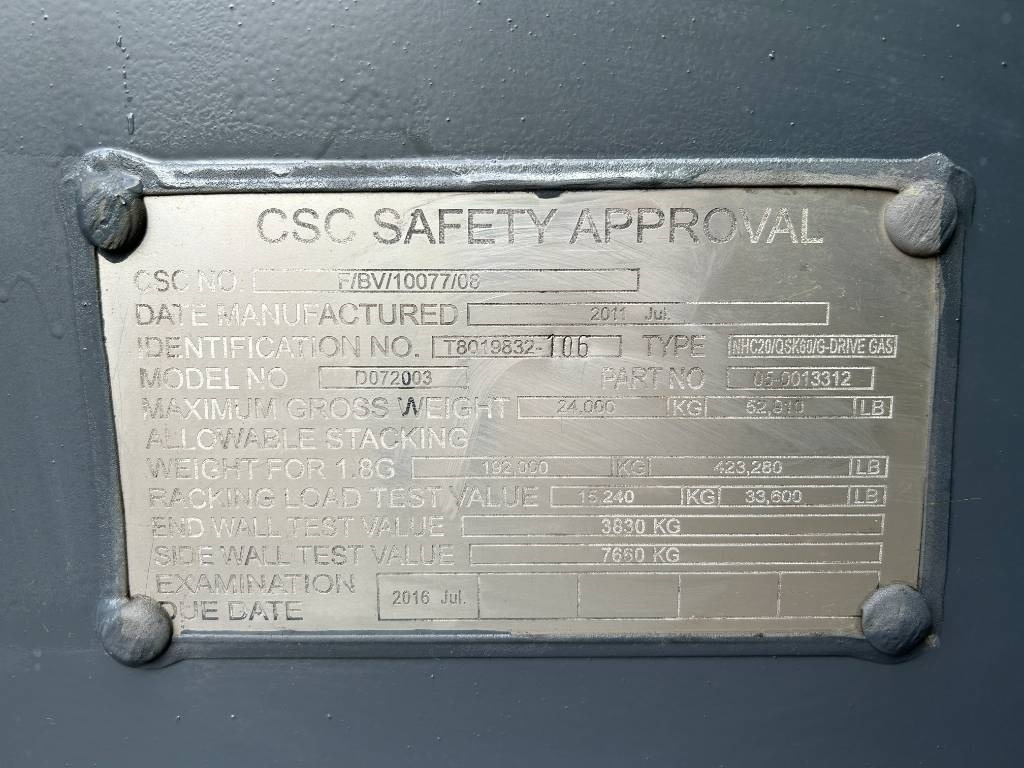 CSC SAFETY APPROVAL
CSC NO. F/BV/10077/08
DATE MANUFACTURED 2011 Jul.
IDENTIFICATION NO. T8019832-106 TYPE NHC20/QSK60/G-DRIVE GAS
MODEL NO D072003 PART NO 05-0013312
MAXIMUM GROSS WEIGHT 24,000 KG 52,910 LB
ALLOWABLE STACKING
WEIGHT FOR 1.8G 192,000 KG 423,280 LB
RACKING LOAD TEST VALUE 15,240 KG 33,600 LB
END WALL TEST VALUE 3830 KG
SIDE WALL TEST VALUE 7660 KG
EXAMINATION
DUE DATE 2016 Jul.